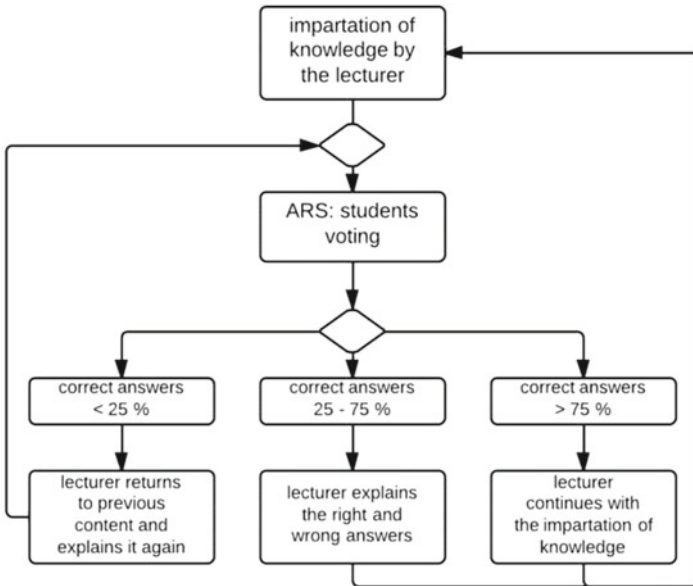 impartation of
knowledge by
the lecturer
ARS: students
voting
correct answers
< 25 %
correct answers
25 - 75 %
correct answers
> 75 %
lecturer returns
to previous
content and
explains it again
lecturer explains
the right and
wrong answers
lecturer
continues with
the impartation of
knowledge